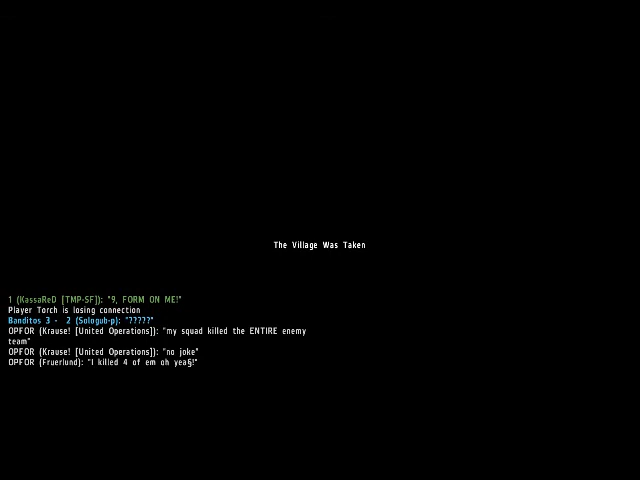 The Village Was Taken
1 (KassaReD [TMP-SF]): "9, FORM ON ME!"
Player Torch is losing connection
Banditos 3 - 2 (Sologub-p): "?????"
OPFOR (Krause! [United Operations]): "my squad killed the ENTIRE enemy
team"
OPFOR (Krause! [United Operations]): "no joke"
OPFOR (Fruerlund): "I killed 4 of em oh yea§!"